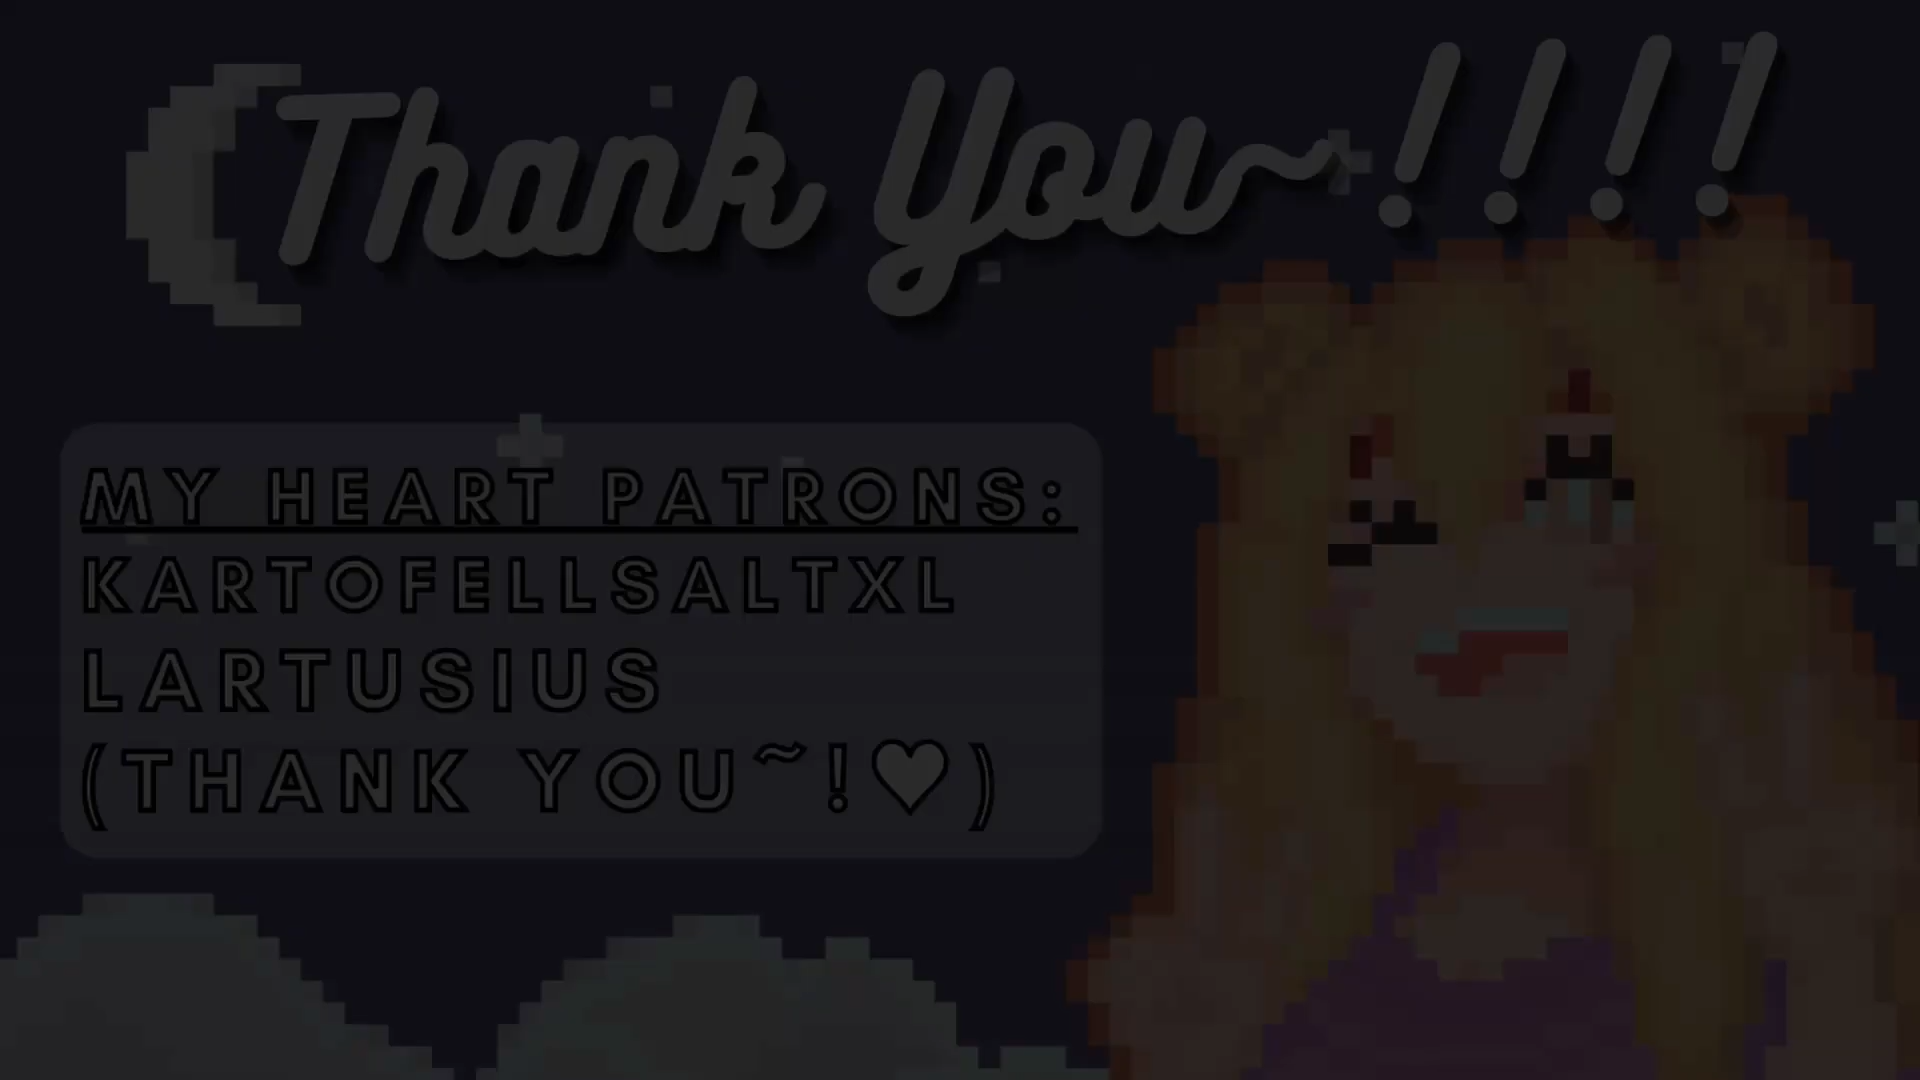 Thank You~!!!!
MY HEART PATRONS:
KARTOFELLSALTXL
LARTUSIUS
(THANK YOU~!♥)